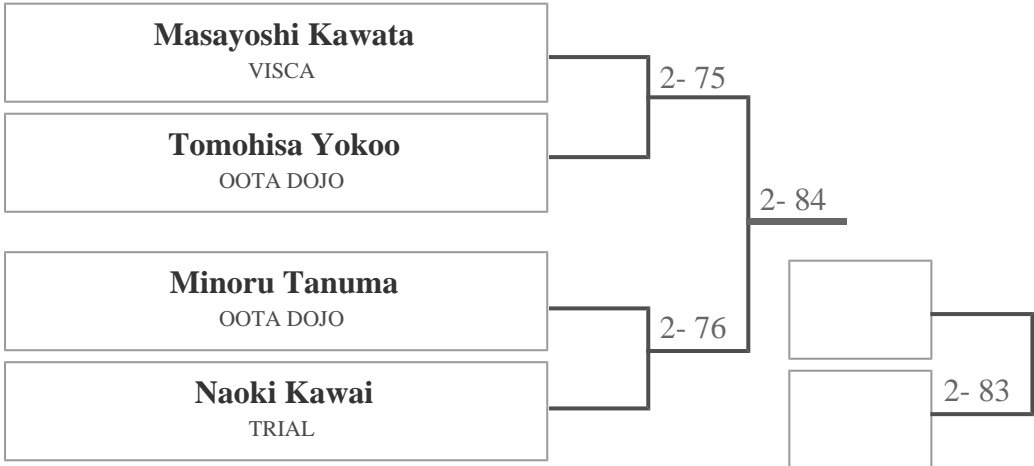 Masayoshi Kawata
VISCA
2- 75
Tomohisa Yokoo
OOTA DOJO
2- 84
Minoru Tanuma
OOTA DOJO
2- 76
Naoki Kawai
TRIAL
2- 83